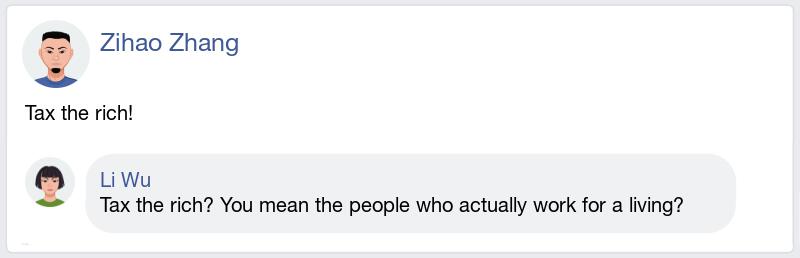 Zihao Zhang
Tax the rich!
Li Wu
Tax the rich? You mean the people who actually work for a living?